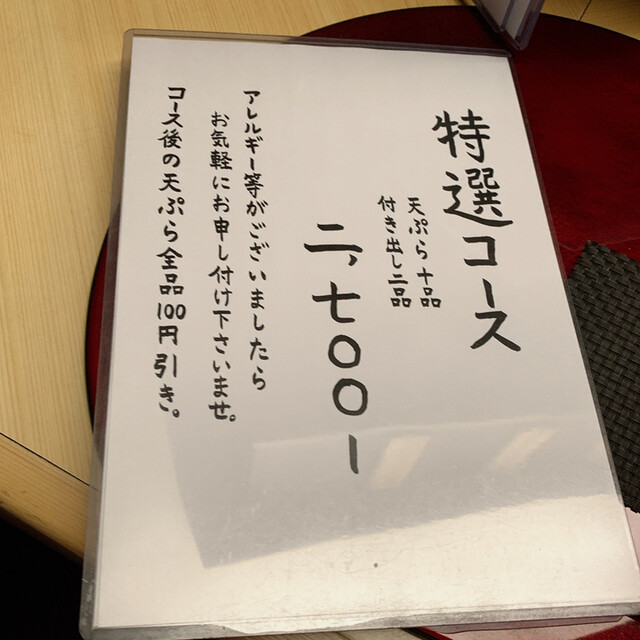 特選コース
天ぷら 十品
付き出し二品
二、七〇〇ー
アレルギー等がございましたら
お気軽にお申し付け下さいませ。
コース後の天ぷら全品100円引き。